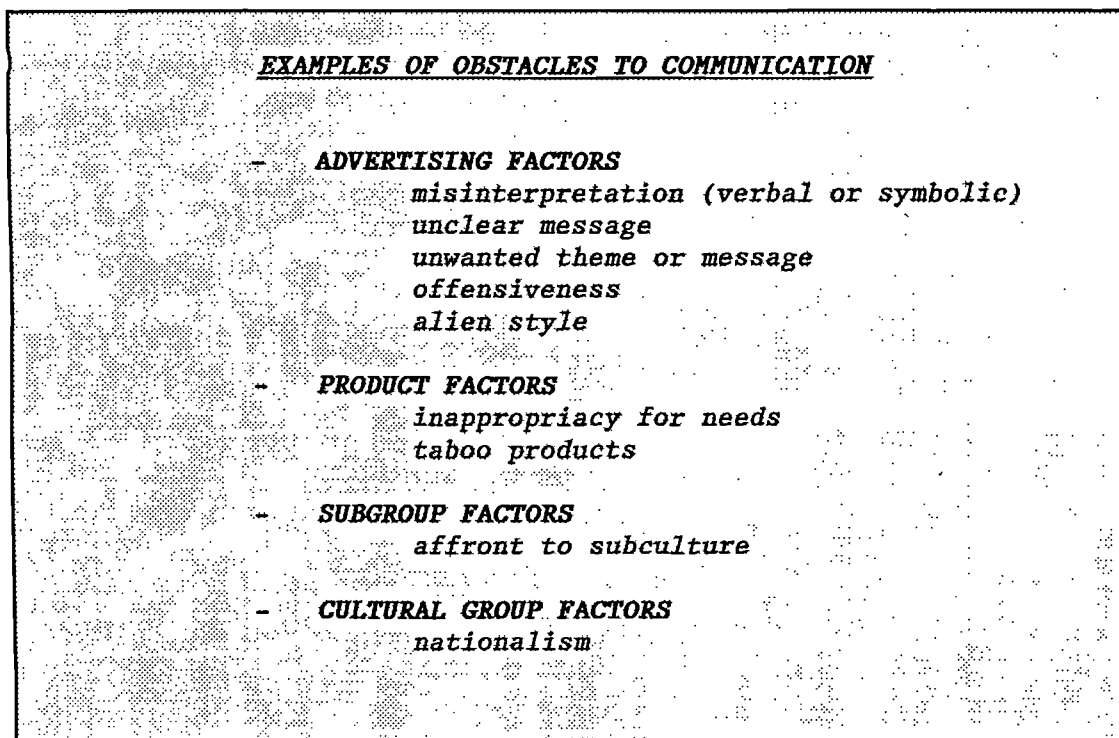 EXAMPLES OF OBSTACLES TO COMMUNICATION
- ADVERTISING FACTORS
misinterpretation (verbal or symbolic)
unclear message
unwanted theme or message
offensiveness
alien style
- PRODUCT FACTORS
inappropriacy for needs
taboo products
- SUBGROUP FACTORS
affront to subculture
- CULTURAL GROUP FACTORS
nationalism